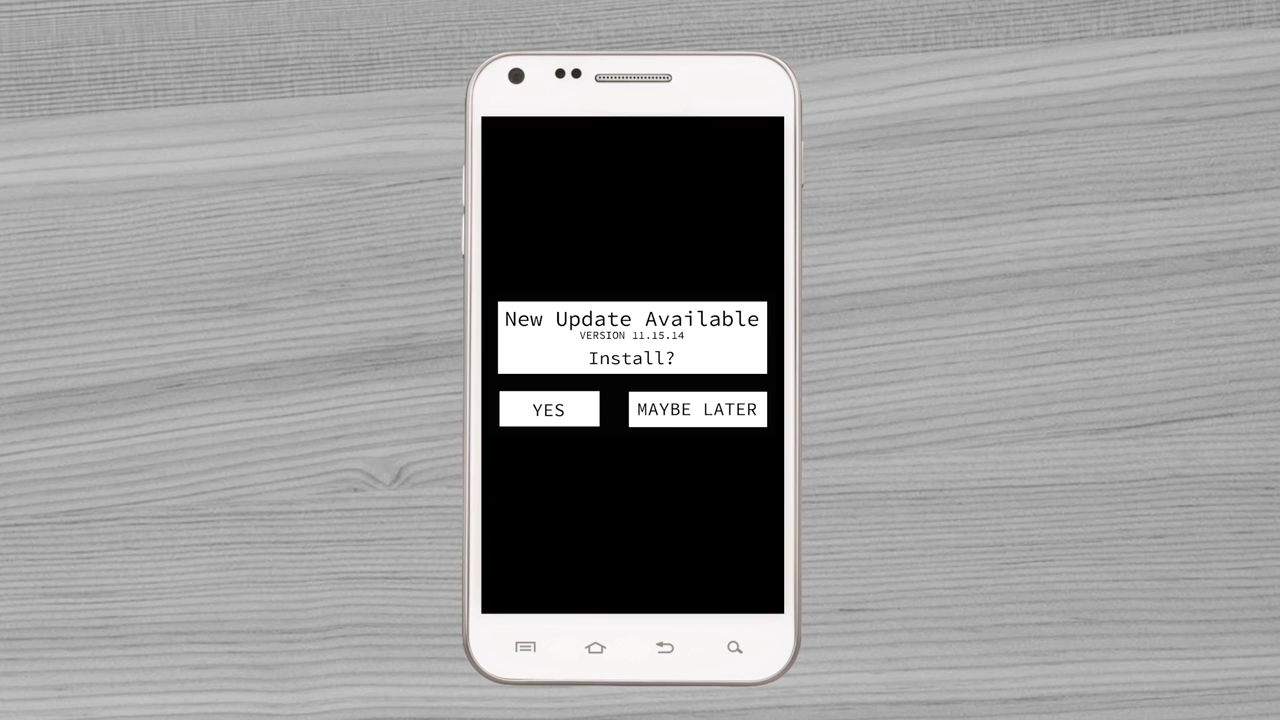 New Update Available
VERSION 11.15.14
Install?
YES
MAYBE LATER